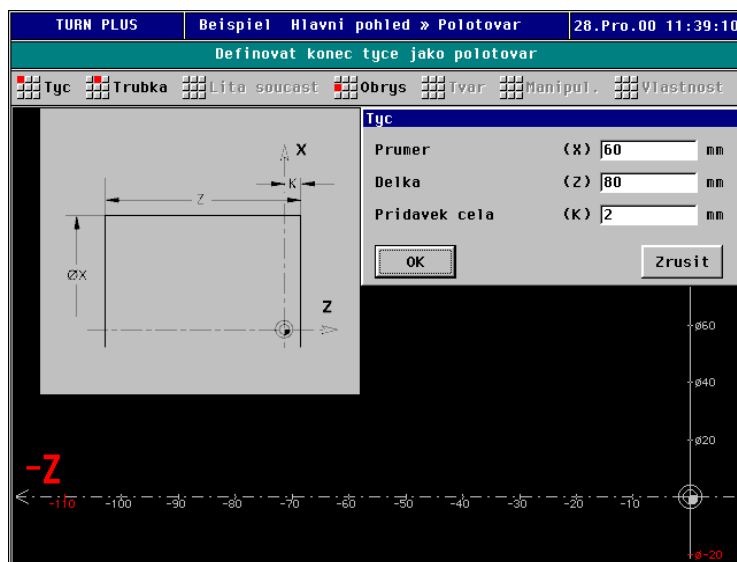 TURN PLUS Beispiel Hlavni pohled » Polotovar 28.Pro.00 11:39:10
Definovat konec tyce jako polotovar
Tyc Trubka Lita soucast Obrys Tvar Manipul. Vlastnost
Tyc
Prumer (X) 60 mm
Delka (Z) 80 mm
Pridavek cela (K) 2 mm
OK Zrusit
X
K
Z
ØX
Z
ø60
ø40
ø20
-Z
-110 -100 -90 -80 -70 -60 -50 -40 -30 -20 -10
ø-20